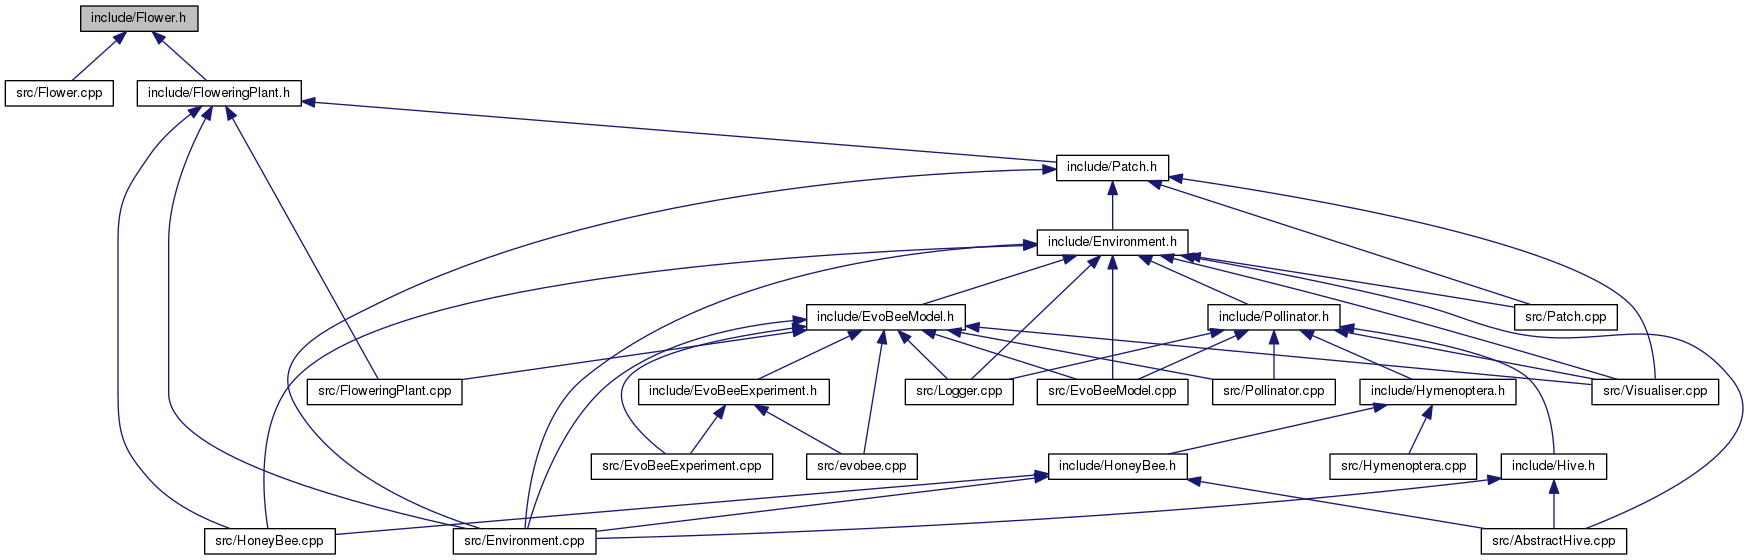 include/Flower.h
src/Flower.cpp
include/FloweringPlant.h
include/Patch.h
include/Environment.h
include/EvoBeeModel.h
include/Pollinator.h
src/Patch.cpp
src/FloweringPlant.cpp
include/EvoBeeExperiment.h
src/Logger.cpp
src/EvoBeeModel.cpp
src/Pollinator.cpp
include/Hymenoptera.h
src/Visualiser.cpp
src/EvoBeeExperiment.cpp
src/evobee.cpp
include/HoneyBee.h
src/Hymenoptera.cpp
include/Hive.h
src/HoneyBee.cpp
src/Environment.cpp
src/AbstractHive.cpp